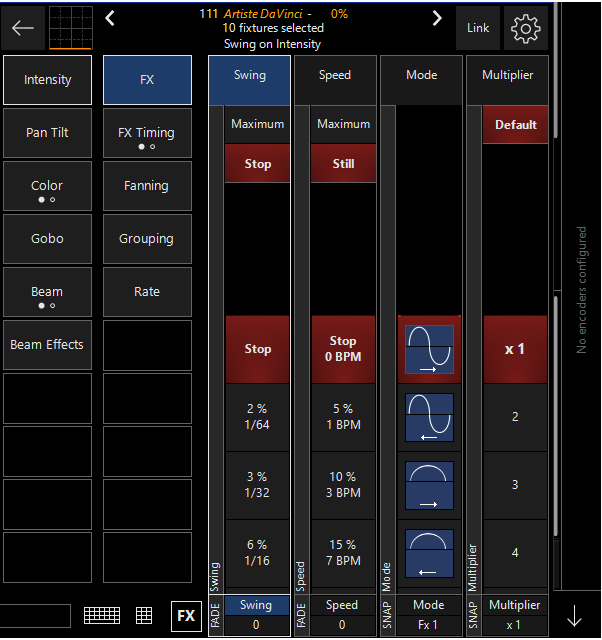 111 Artiste DaVinci - 0%
10 fixtures selected
Swing on Intensity
Link
Intensity
FX
Swing
Speed
Mode
Multiplier
Pan Tilt
FX Timing
Maximum
Maximum
Default
Stop
Still
Color
Fanning
Gobo
Grouping
Beam
Rate
No encoders configured
Beam Effects
Stop
Stop
0 BPM
x 1
2 %
1/64
5 %
1 BPM
2
3 %
1/32
10 %
3 BPM
3
6 %
1/16
15 %
7 BPM
4
Swing
Speed
Mode
Multiplier
FX
FADE
Swing
0
FADE
Speed
0
SNAP
Mode
Fx 1
SNAP
Multiplier
x 1